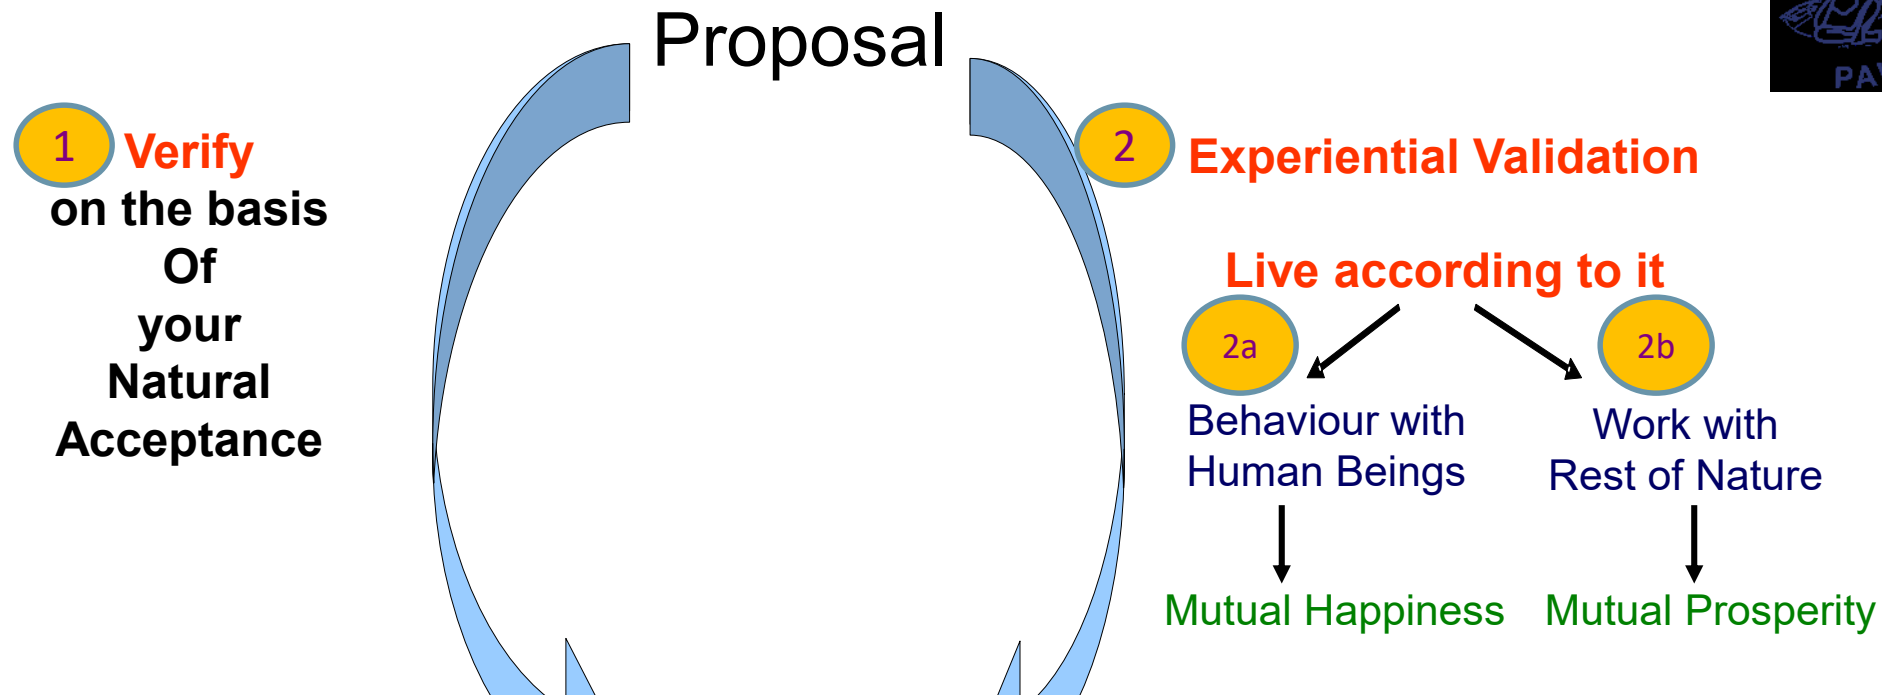 Proposal
1
Verify
on the basis
Of
your
Natural
Acceptance
2
Experiential Validation
Live according to it
2a
2b
Behaviour with
Human Beings
Work with
Rest of Nature
Mutual Happiness
Mutual Prosperity